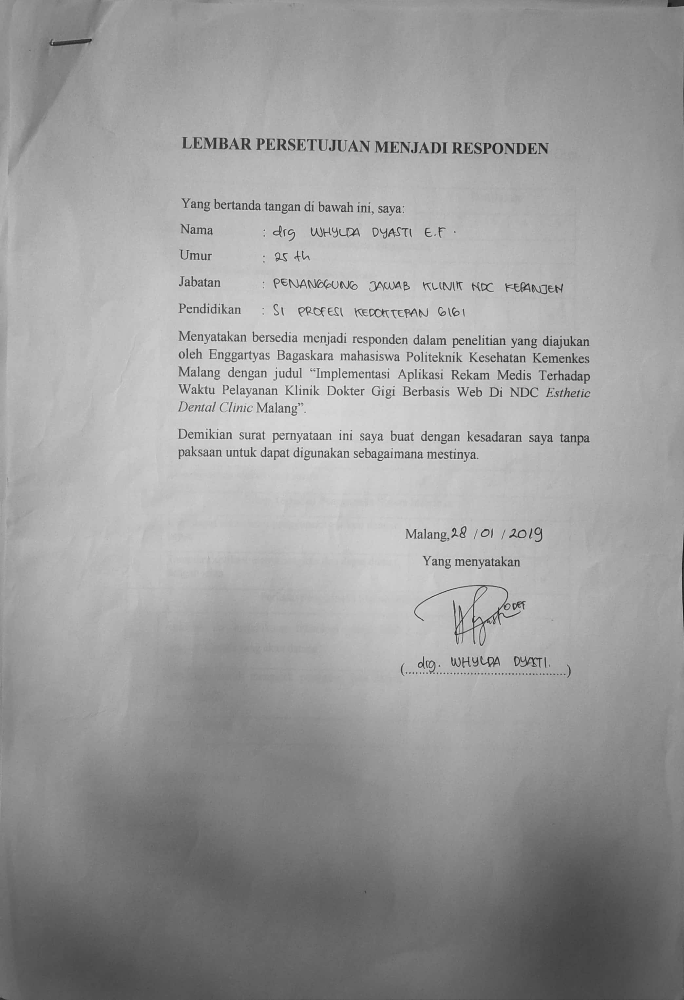 LEMBAR PERSETUJUAN MENJADI RESPONDEN
Yang bertanda tangan di bawah ini, saya:
Nama : drg WHYLDA DYASTI E.F.
Umur : 25 th
Jabatan : PENANGGUNG JAWAB KLINIK NDC KEPANJEN
Pendidikan : S1 PROFESI KEDOKTERAN GIGI
Menyatakan bersedia menjadi responden dalam penelitian yang diajukan
oleh Enggartyas Bagaskara mahasiswa Politeknik Kesehatan Kemenkes
Malang dengan judul “Implementasi Aplikasi Rekam Medis Terhadap
Waktu Pelayanan Klinik Dokter Gigi Berbasis Web Di NDC Esthetic
Dental Clinic Malang”.
Demikian surat pernyataan ini saya buat dengan kesadaran saya tanpa
paksaan untuk dapat digunakan sebagaimana mestinya.
Malang, 28 / 01 / 2019
Yang menyatakan
(drg. WHYLDA DYASTI.)